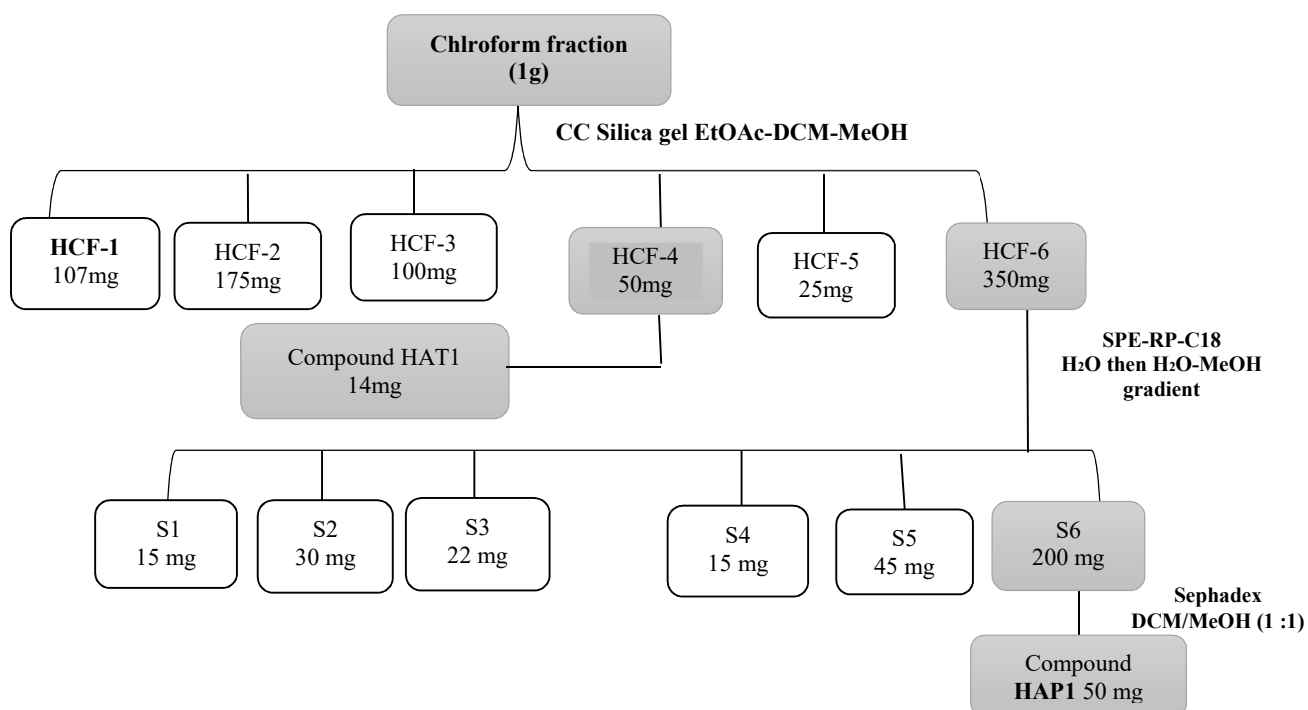 Chlroform fraction
(1g)
CC Silica gel EtOAc-DCM-MeOH
HCF-1
107mg
HCF-2
175mg
HCF-3
100mg
HCF-4
50mg
HCF-5
25mg
HCF-6
350mg
Compound HAT1
14mg
SPE-RP-C18
H₂O then H₂O-MeOH
gradient
S1
15 mg
S2
30 mg
S3
22 mg
S4
15 mg
S5
45 mg
S6
200 mg
Sephadex
DCM/MeOH (1 :1)
Compound
HAP1 50 mg